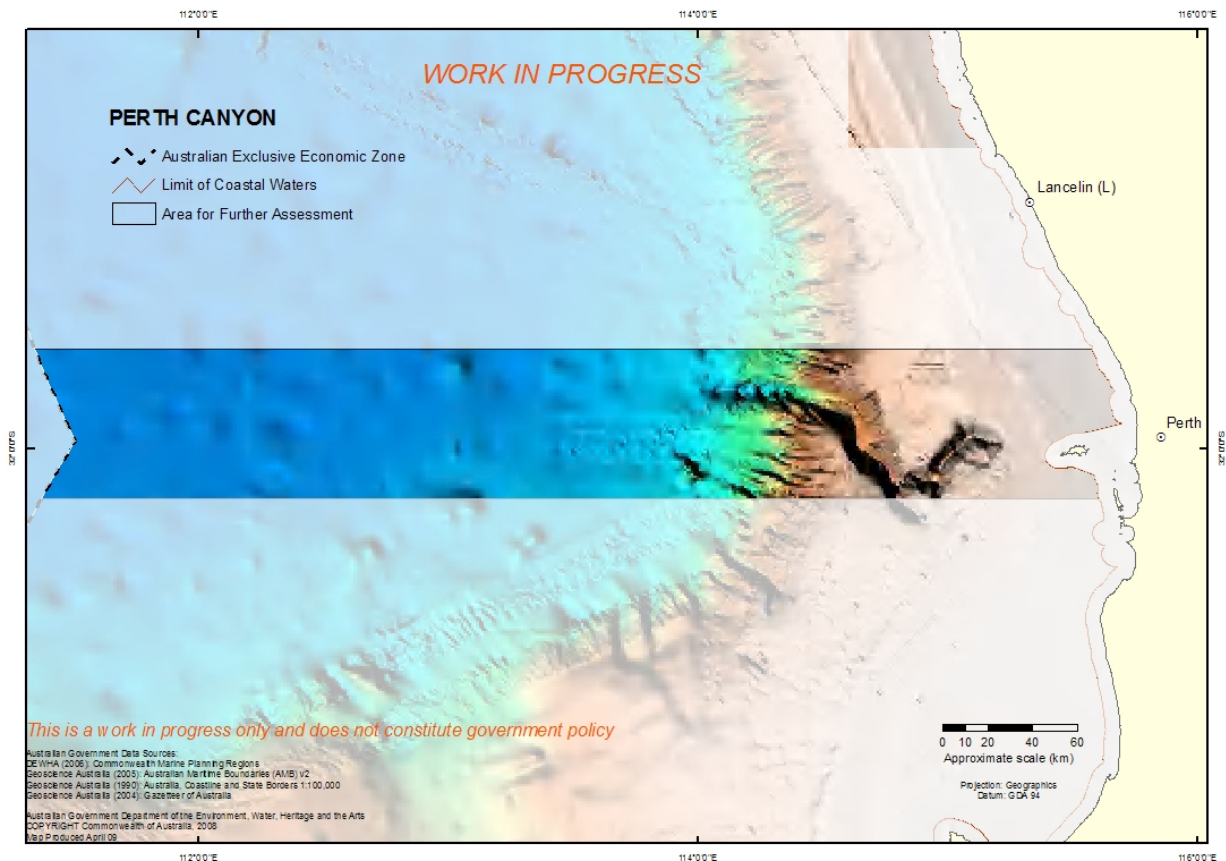 112°0'0"E
114°0'0"E
116°0'0"E
WORK IN PROGRESS
PERTH CANYON
Australian Exclusive Economic Zone
Limit of Coastal Waters
Area for Further Assessment
Lancelin (L)
Perth
32°0'0"S
32°0'0"S
This is a work in progress only and does not constitute government policy
Australian Government Data Sources:
DEWHA (2006): Commonwealth Marine Planning Regions
Geoscience Australia (2005): Australian Maritime Boundaries (AMB) v2
Geoscience Australia (1990): Australia, Coastline and State Borders 1:100,000
Geoscience Australia (2004): Gazetteer of Australia
Australian Government Department of the Environment, Water, Heritage and the Arts
COPYRIGHT Commonwealth of Australia, 2008
Map Produced April 09
0 10 20 40 60
Approximate scale (km)
Projection: Geographics
Datum: GDA 94
112°0'0"E
114°0'0"E
116°0'0"E